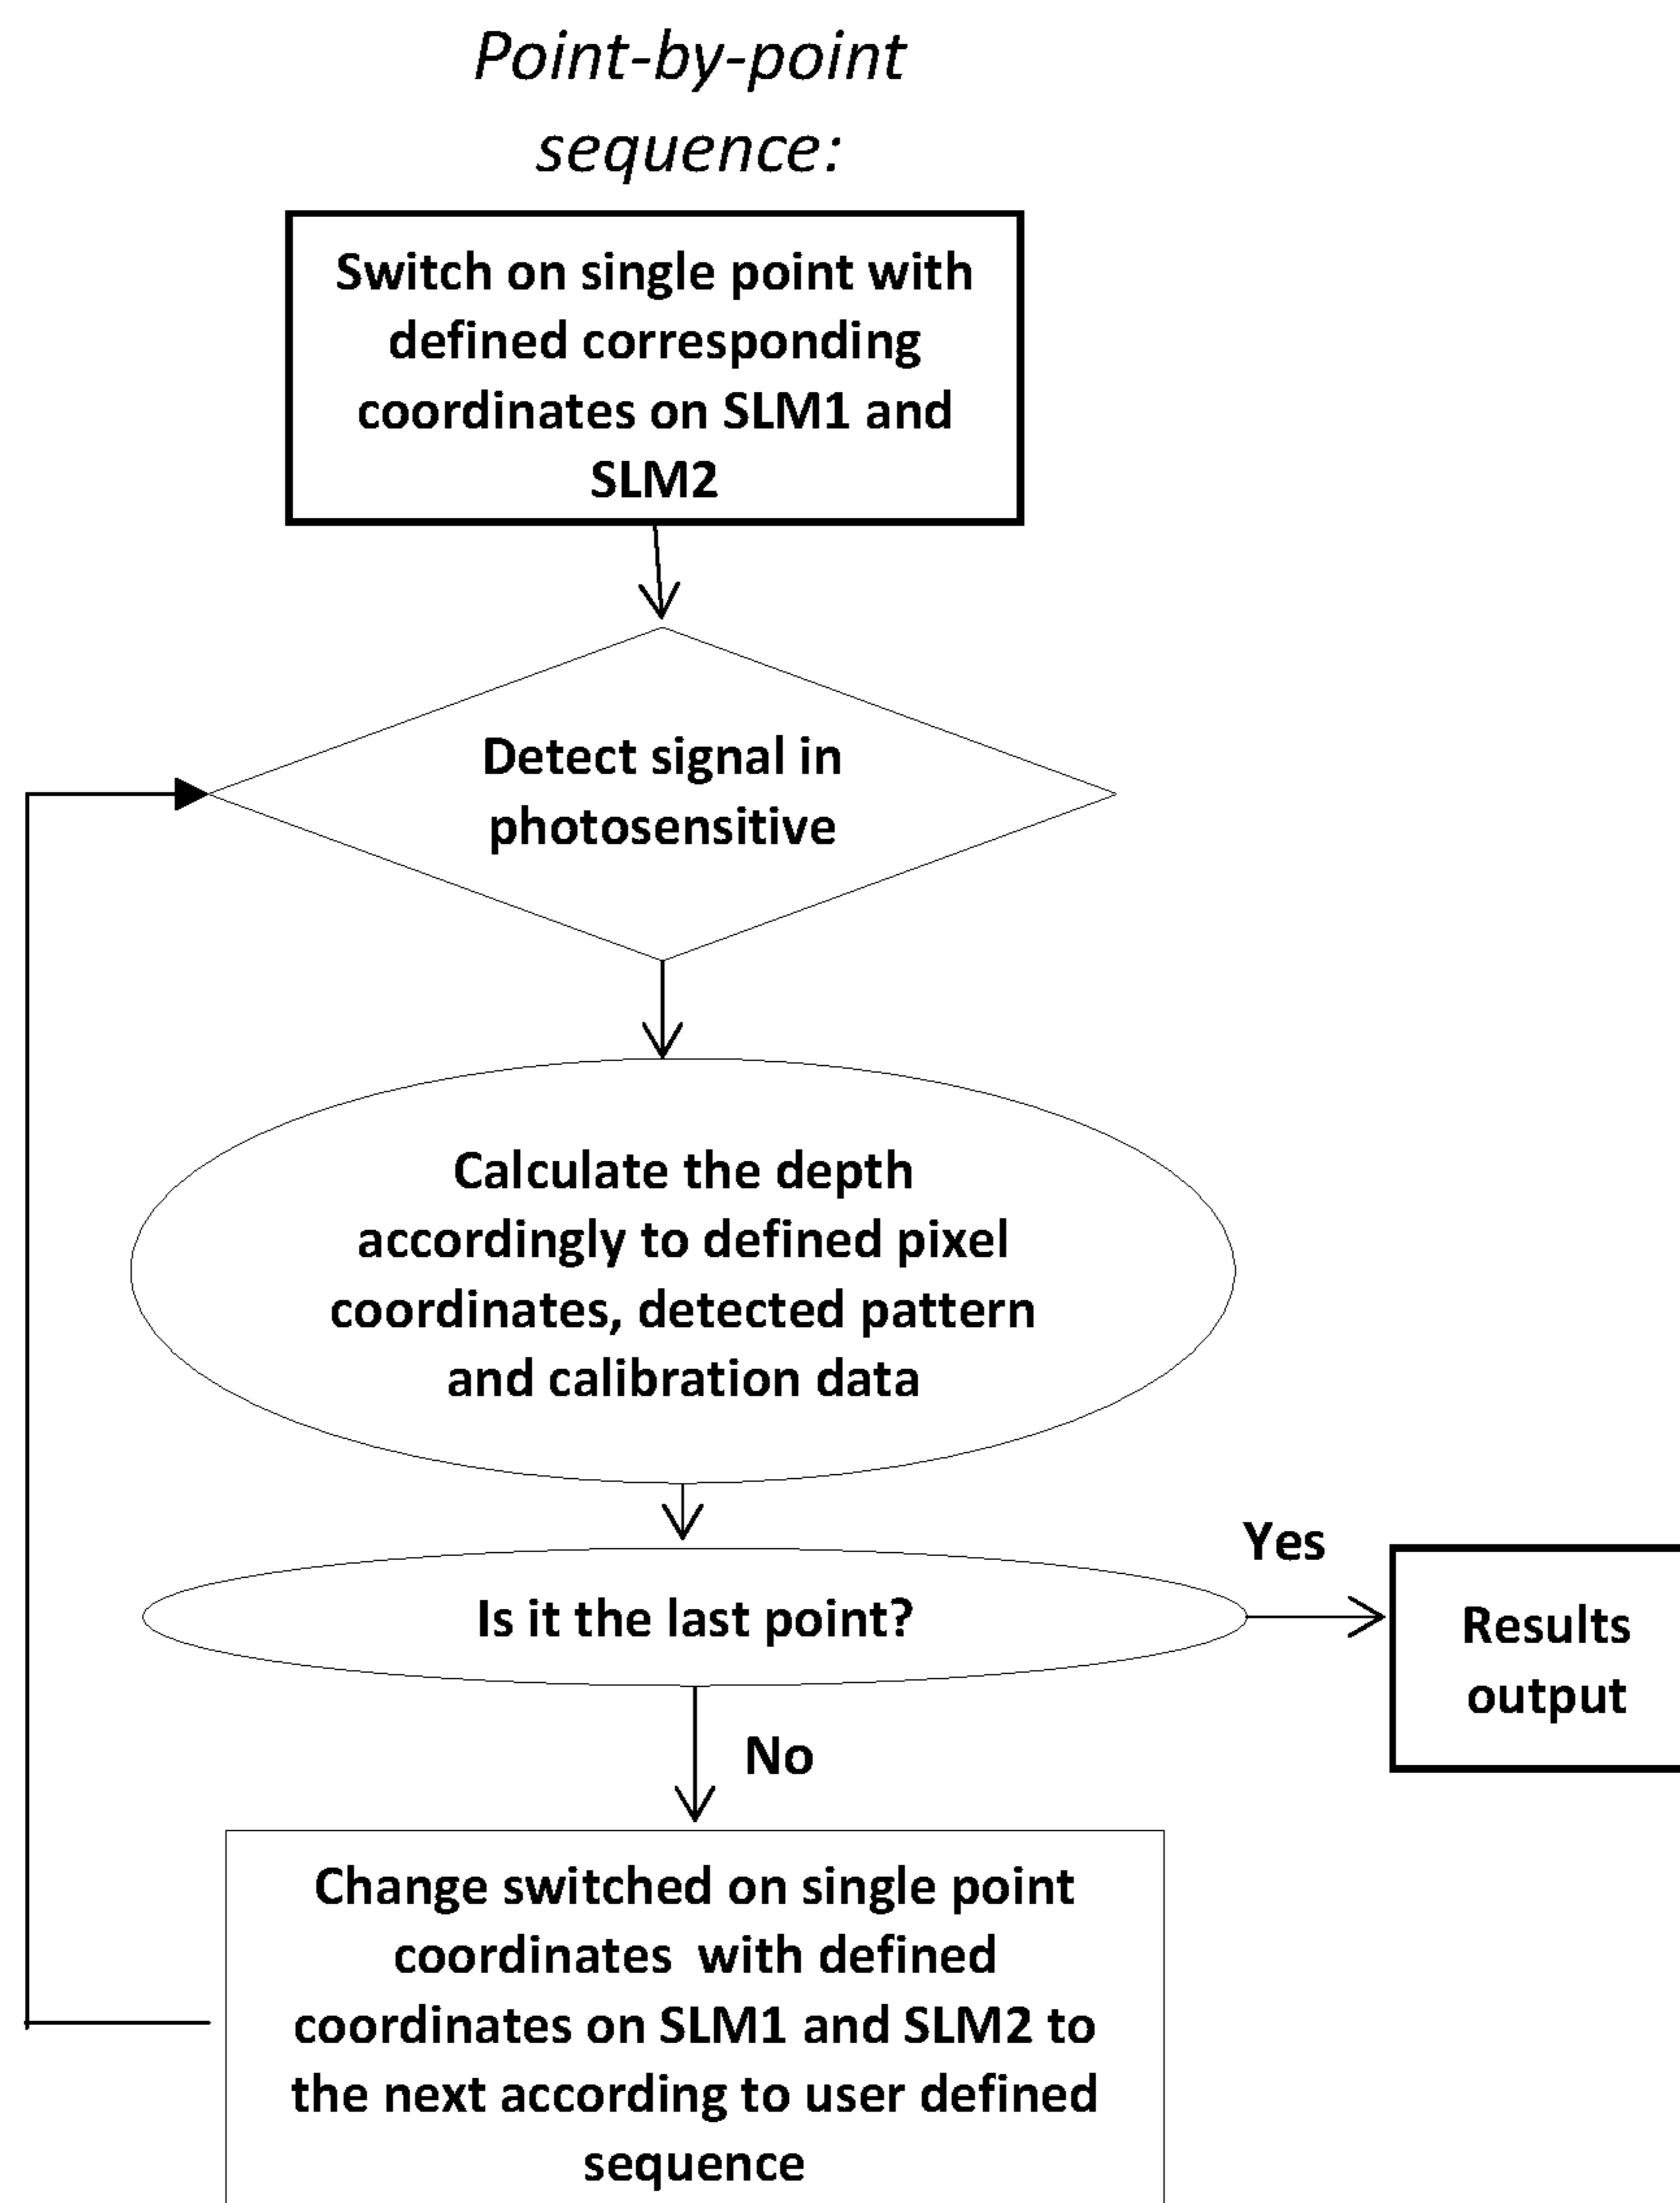 Point-by-point
sequence:
Switch on single point with
defined corresponding
coordinates on SLM1 and
SLM2
Detect signal in
photosensitive
Calculate the depth
accordingly to defined pixel
coordinates, detected pattern
and calibration data
Is it the last point?
Yes
Results
output
No
Change switched on single point
coordinates with defined
coordinates on SLM1 and SLM2 to
the next according to user defined
sequence